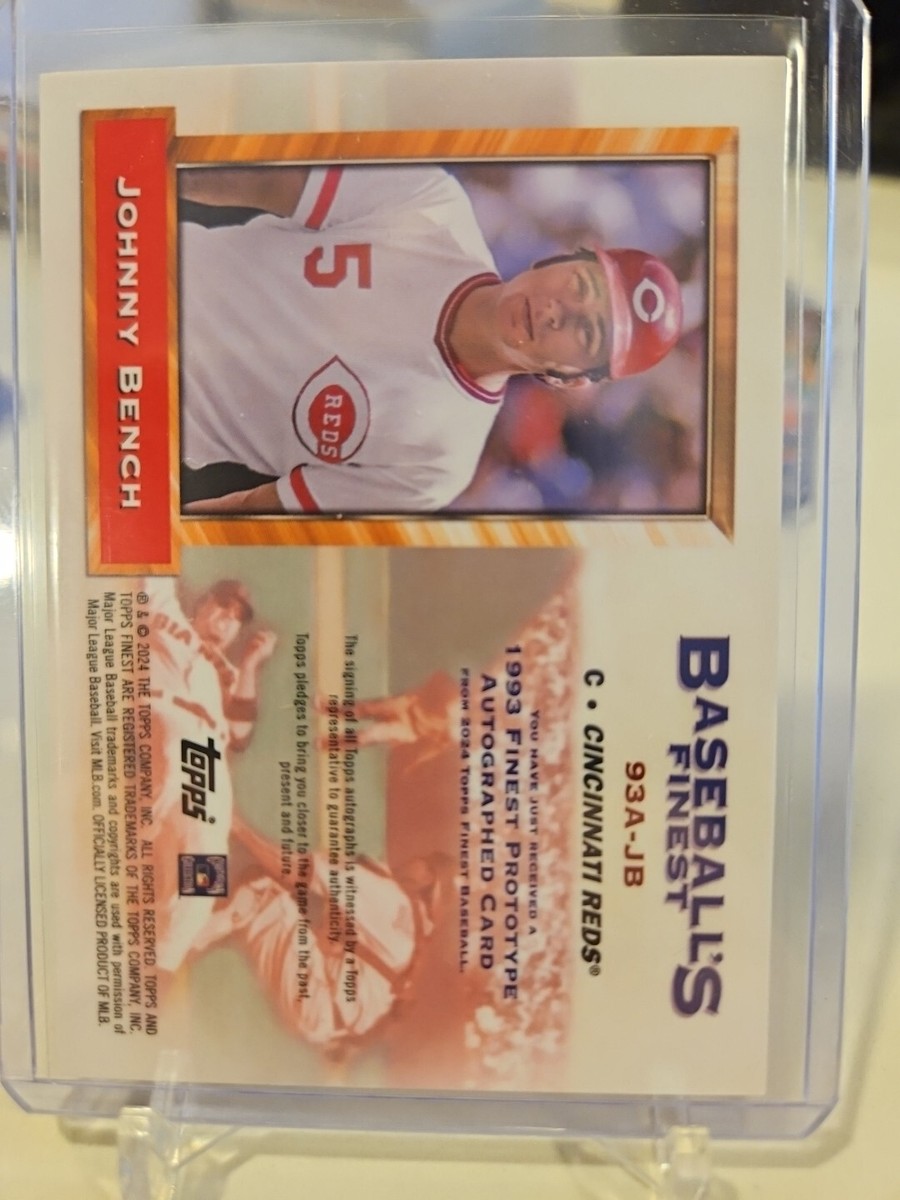 BASEBALL'S
FINEST
93A-JB
C • CINCINNATI REDS®
YOU HAVE JUST RECEIVED A
1993 FINEST PROTOTYPE
AUTOGRAPHED CARD
FROM 2024 TOPPS FINEST BASEBALL.
The signing of all Topps autographs is witnessed by a Topps
representative to guarantee authenticity.
Topps pledges to bring you closer to the game from the past,
present and future.
topps
C
5
REDS
JOHNNY BENCH
® & © 2024 THE TOPPS COMPANY, INC. ALL RIGHTS RESERVED. TOPPS AND
TOPPS FINEST ARE REGISTERED TRADEMARKS OF THE TOPPS COMPANY, INC.
Major League Baseball trademarks and copyrights are used with permission of
Major League Baseball. Visit MLB.com. OFFICIALLY LICENSED PRODUCT OF MLB.